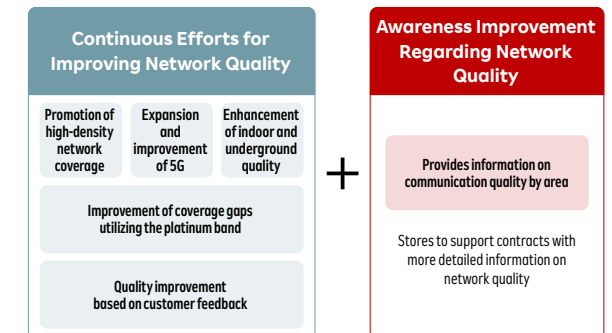 Continuous Efforts for
Improving Network Quality
Promotion of
high-density
network
coverage
Expansion
and
improvement
of 5G
Enhancement
of indoor and
underground
quality
Improvement of coverage gaps
utilizing the platinum band
Quality improvement
based on customer feedback
+
Awareness Improvement
Regarding Network
Quality
Provides information on
communication quality by area
Stores to support contracts with
more detailed information on
network quality